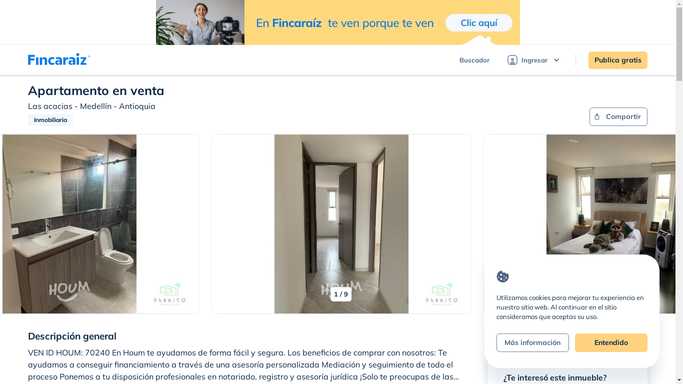 En Fincaraíz te ven porque te ven
Clic aquí
Fincaraiz
Buscador
Ingresar
Publica gratis
Apartamento en venta
Las acacias - Medellín - Antioquia
Inmobiliaria
Compartir
HOUM
FABRICO
1 / 9
HOUM
FABRICO
Utilizamos cookies para mejorar tu experiencia en
nuestro sitio web. Al continuar en el sitio
consideramos que aceptas su uso.
Más información
Entendido
Descripción general
VEN ID HOUM: 70240 En Houm te ayudamos de forma fácil y segura. Los beneficios de comprar con nosotros: Te
ayudamos a conseguir financiamiento a través de una asesoría personalizada Mediación y seguimiento de todo el
proceso Ponemos a tu disposición profesionales en notariado, registro y asesoría jurídica ¡Solo te preocupas de las...
¿Te interesó este inmueble?